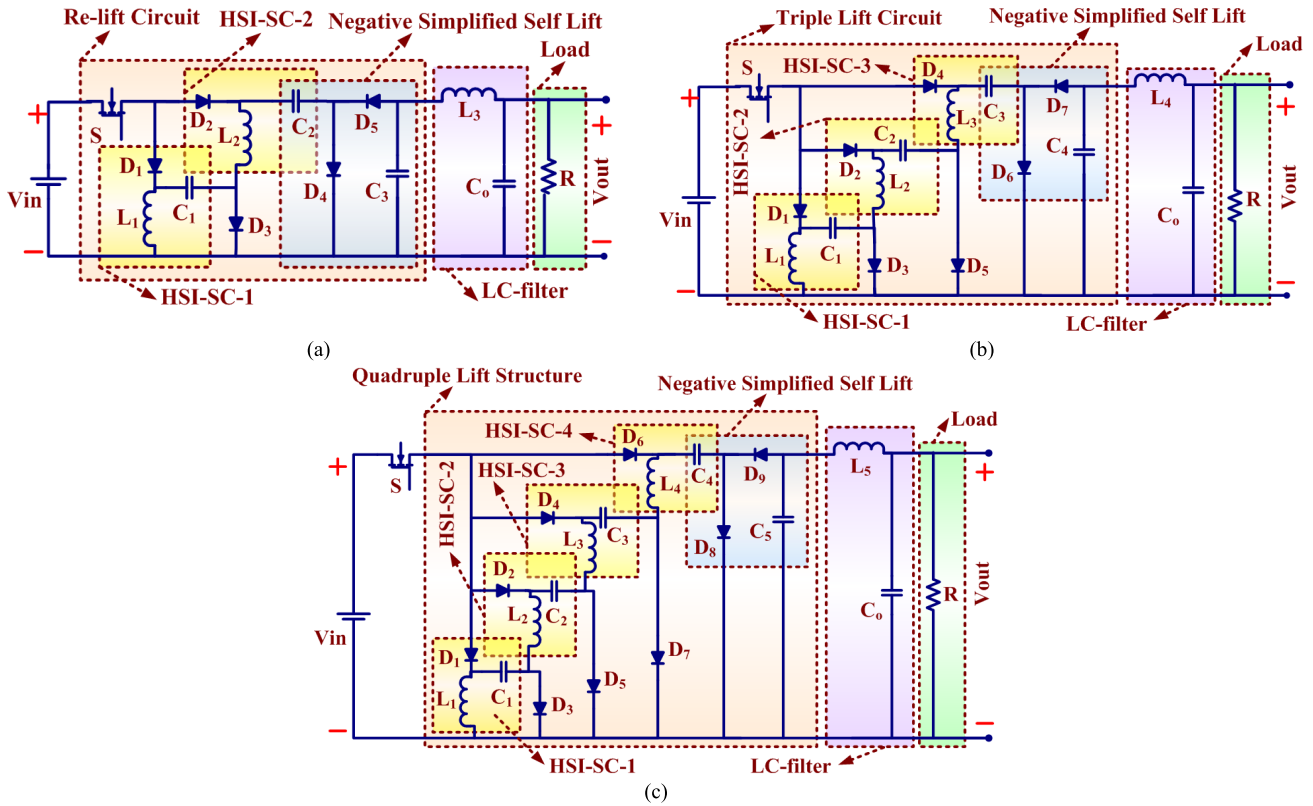 Re-lift Circuit
HSI-SC-2
Negative Simplified Self Lift
Load
+
S
D2
L2
C2
D5
L3
+
D1
Vin
L1
C1
D3
D4
C3
Co
R
Vout
−
−
HSI-SC-1
LC-filter
(a)
Triple Lift Circuit
Negative Simplified Self Lift
Load
S
HSI-SC-3
D4
+
L3
C3
D7
L4
+
HSI-SC-2
C2
D2
L2
D6
C4
Vin
D1
L1
C1
D3
D5
Co
R
Vout
−
−
HSI-SC-1
LC-filter
(b)
Quadruple Lift Structure
Negative Simplified Self Lift
Load
HSI-SC-4
D6
+
S
HSI-SC-2
HSI-SC-3
L4
C4
D9
L5
+
D4
L3
C3
D8
C5
D2
L2
C2
Vin
D1
L1
C1
D3
D5
D7
Co
R
Vout
−
−
HSI-SC-1
LC-filter
(c)